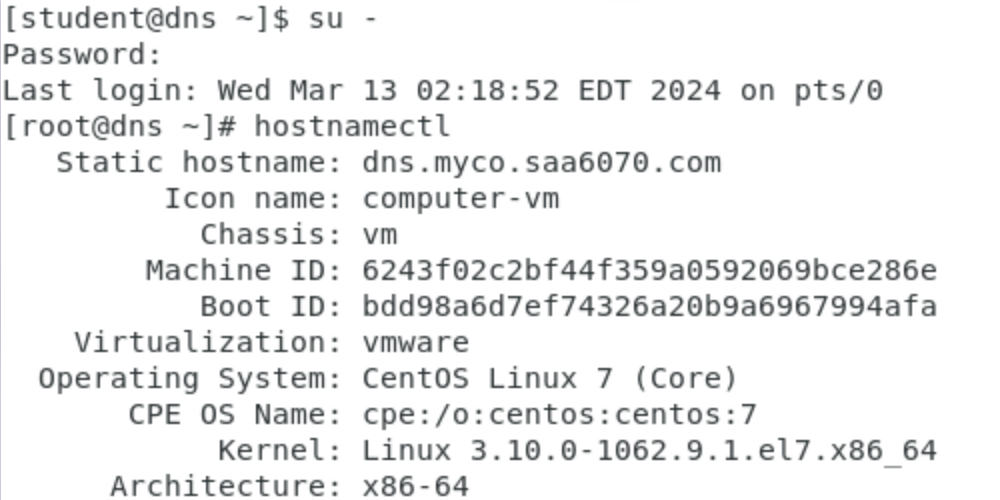 [student@dns ~]$ su -
Password:
Last login: Wed Mar 13 02:18:52 EDT 2024 on pts/0
[root@dns ~]# hostnamectl
   Static hostname: dns.myco.saa6070.com
         Icon name: computer-vm
           Chassis: vm
        Machine ID: 6243f02c2bf44f359a0592069bce286e
           Boot ID: bdd98a6d7ef74326a20b9a6967994afa
    Virtualization: vmware
  Operating System: CentOS Linux 7 (Core)
       CPE OS Name: cpe:/o:centos:centos:7
            Kernel: Linux 3.10.0-1062.9.1.el7.x86_64
      Architecture: x86-64